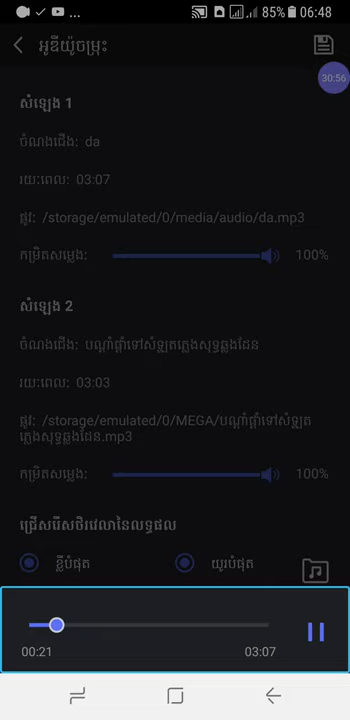 85% 06:48
អូឌីយ៉ូចម្រុះ
30:56
សំឡេង 1
ចំណងជើង: da
រយៈពេល: 03:07
ផ្លូវ: /storage/emulated/0/media/audio/da.mp3
កម្រិតសម្លេង: 100%
សំឡេង 2
ចំណងជើង: បណ្ដាំផ្ដាំទៅសំឡូតភ្លេងសុទ្ធឆ្លងដែន
រយៈពេល: 03:03
ផ្លូវ: /storage/emulated/0/MEGA/បណ្ដាំផ្ដាំទៅសំឡូត
ភ្លេងសុទ្ធឆ្លងដែន.mp3
កម្រិតសម្លេង: 100%
ជ្រើសរើសថិរវេលានៃលទ្ធផល
ខ្លីបំផុត យូរបំផុត
00:21 03:07